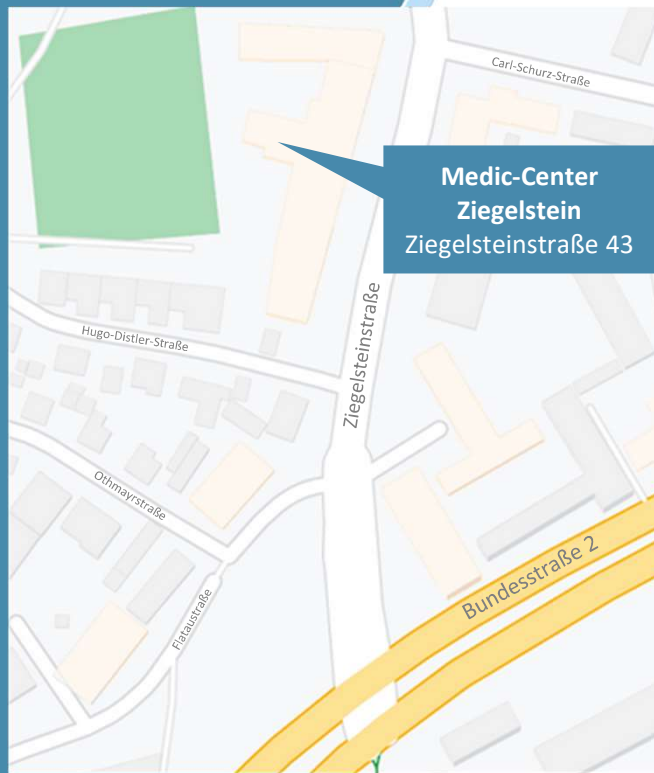 Carl-Schurz-Straße
Medic-Center
Ziegelstein
Ziegelsteinstraße 43
Ziegelsteinstraße
Hugo-Distler-Straße
Othmayrstraße
Flataustraße
Bundesstraße 2